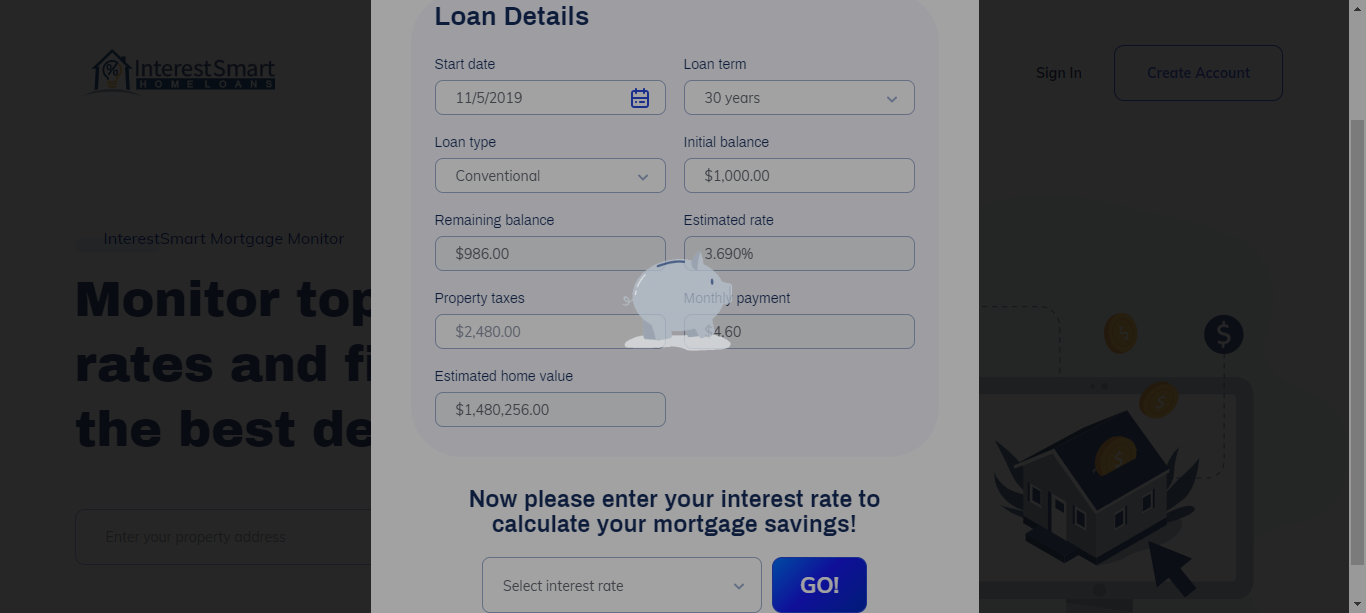 Loan Details
InterestSmart
HOME LOANS
Sign In
Create Account
Start date
Loan term
11/5/2019
30 years
Loan type
Initial balance
Conventional
$1,000.00
Remaining balance
Estimated rate
InterestSmart Mortgage Monitor
$986.00
3.690%
Monitor top
rates and fi
the best de
Property taxes
Monthly payment
$2,480.00
$4.60
Estimated home value
$1,480,256.00
Now please enter your interest rate to
calculate your mortgage savings!
Enter your property address
Select interest rate
GO!